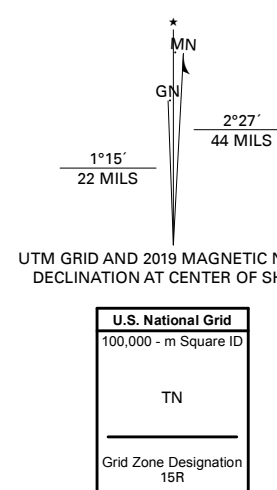 ★
MN
GN
2°27´
44 MILS
1°15´
22 MILS
UTM GRID AND 2019 MAGNETIC
DECLINATION AT CENTER OF
U.S. National Grid
100,000 - m Square ID
TN
Grid Zone Designation
15R